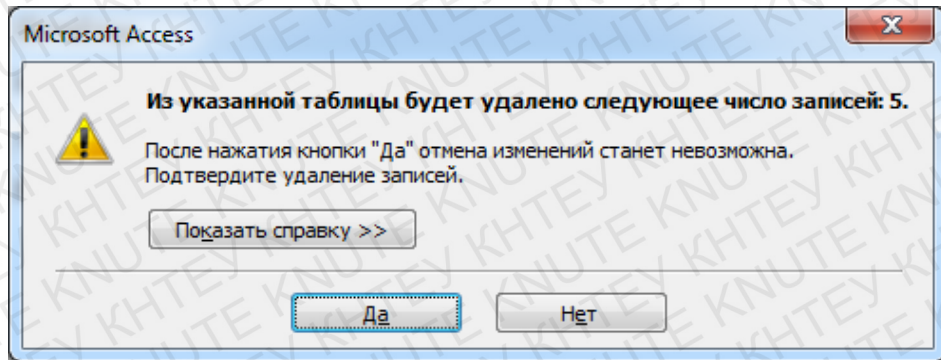 Microsoft Access
Из указанной таблицы будет удалено следующее число записей: 5.
После нажатия кнопки "Да" отмена изменений станет невозможна.
Подтвердите удаление записей.
Показать справку >>
Да
Нет